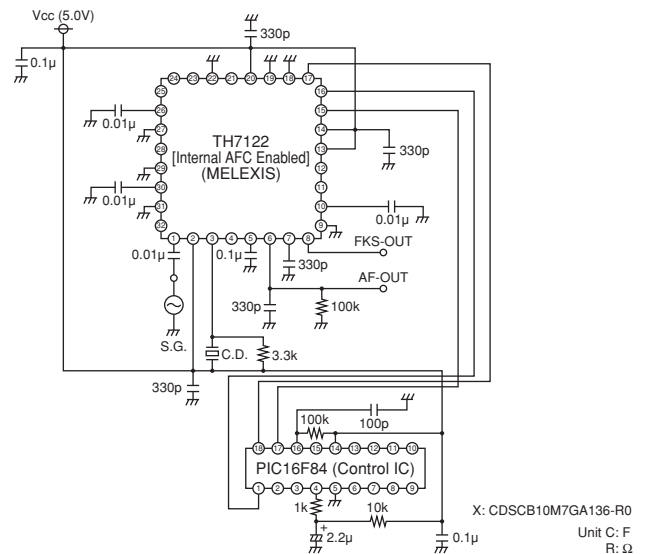 Vcc (5.0V)
0.1µ
330p
24 23 22 21 20 19 18 17
25 16
26 15
0.01µ
27 14
28 13
330p
TH7122
[Internal AFC Enabled]
(MELEXIS)
29 12
30 11
0.01µ
31 10
0.01µ
32 9
1 2 3 4 5 6 7 8
FKS-OUT
0.01µ
0.1µ
330p
AF-OUT
330p
100k
S.G.
C.D.
3.3k
330p
100k
100p
18 17 16 15 14 13 12 11 10
PIC16F84 (Control IC)
1 2 3 4 5 6 7 8 9
1k
10k
+
2.2µ
0.1µ
X: CDSCB10M7GA136-R0
Unit C: F
R: Ω